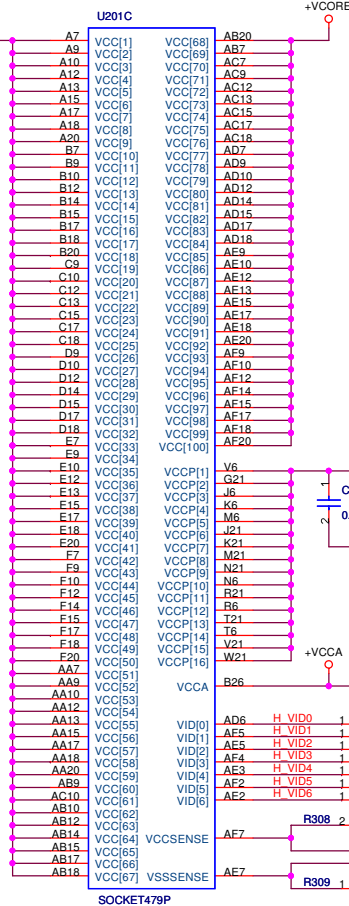 +VCORE
U201C
A7 VCC[1] VCC[68] AB20
A9 VCC[2] VCC[69] AB7
A10 VCC[3] VCC[70] AC7
A12 VCC[4] VCC[71] AC9
A13 VCC[5] VCC[72] AC12
A15 VCC[6] VCC[73] AC13
A17 VCC[7] VCC[74] AC15
A18 VCC[8] VCC[75] AC17
A20 VCC[9] VCC[76] AC18
B7 VCC[10] VCC[77] AD7
B9 VCC[11] VCC[78] AD9
B10 VCC[12] VCC[79] AD10
B12 VCC[13] VCC[80] AD12
B14 VCC[14] VCC[81] AD14
B15 VCC[15] VCC[82] AD15
B17 VCC[16] VCC[83] AD17
B18 VCC[17] VCC[84] AD18
B20 VCC[18] VCC[85] AE9
C9 VCC[19] VCC[86] AE10
C10 VCC[20] VCC[87] AE12
C12 VCC[21] VCC[88] AE13
C13 VCC[22] VCC[89] AE15
C15 VCC[23] VCC[90] AE17
C17 VCC[24] VCC[91] AE18
C18 VCC[25] VCC[92] AE20
D9 VCC[26] VCC[93] AF9
D10 VCC[27] VCC[94] AF10
D12 VCC[28] VCC[95] AF12
D14 VCC[29] VCC[96] AF14
D15 VCC[30] VCC[97] AF15
D17 VCC[31] VCC[98] AF17
D18 VCC[32] VCC[99] AF18
E7 VCC[33] VCC[100] AF20
E9 VCC[34]
E10 VCC[35] VCCP[1] V6
E12 VCC[36] VCCP[2] G21 1 C
E13 VCC[37] VCCP[3] J6
E15 VCC[38] VCCP[4] K6
E17 VCC[39] VCCP[5] M6 2 0.
E18 VCC[40] VCCP[6] J21
E20 VCC[41] VCCP[7] K21
F7 VCC[42] VCCP[8] M21
F9 VCC[43] VCCP[9] N21
F10 VCC[44] VCCP[10] N6
F12 VCC[45] VCCP[11] R21
F14 VCC[46] VCCP[12] R6
F15 VCC[47] VCCP[13] T21
F17 VCC[48] VCCP[14] T6
F18 VCC[49] VCCP[15] V21
F20 VCC[50] VCCP[16] W21
AA7 VCC[51] +VCCA
AA9 VCC[52] VCCA B26
AA10 VCC[53]
AA12 VCC[54]
AA13 VCC[55] VID[0] AD6 H_VID0 1
AA15 VCC[56] VID[1] AF5 H_VID1 1
AA17 VCC[57] VID[2] AE5 H_VID2 1
AA18 VCC[58] VID[3] AF4 H_VID3 1
AA20 VCC[59] VID[4] AE3 H_VID4 1
AB9 VCC[60] VID[5] AF2 H_VID5 1
AC10 VCC[61] VID[6] AE2 H_VID6 1
AB10 VCC[62]
AB12 VCC[63] R308 2
AB14 VCC[64] VCCSENSE AF7
AB15 VCC[65]
AB17 VCC[66]
AB18 VCC[67] VSSSENSE AE7
R309 1
SOCKET479P